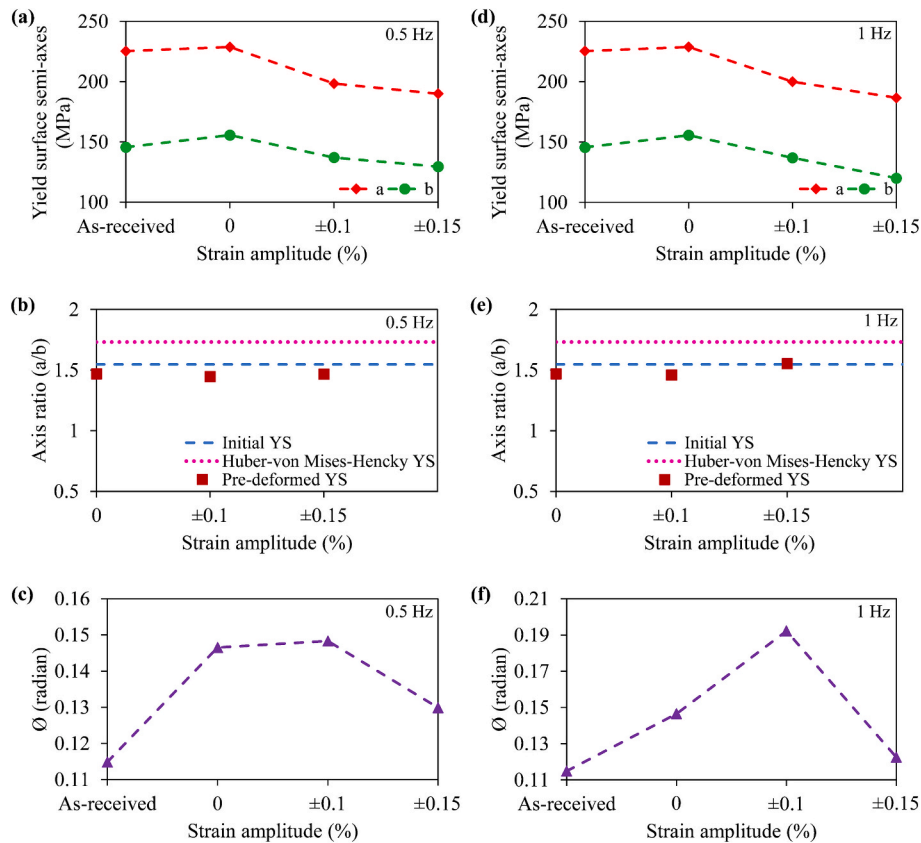 (a)
0.5 Hz
Yield surface semi-axes
(MPa)
250
200
150
100
a b
As-received 0 ±0.1 ±0.15
Strain amplitude (%)
(d)
1 Hz
Yield surface semi-axes
(MPa)
250
200
150
100
a b
As-received 0 ±0.1 ±0.15
Strain amplitude (%)
(b)
0.5 Hz
Axis ratio (a/b)
2
1.5
1
0.5
Initial YS
Huber-von Mises-Hencky YS
Pre-deformed YS
0 ±0.1 ±0.15
Strain amplitude (%)
(e)
1 Hz
Axis ratio (a/b)
2
1.5
1
0.5
Initial YS
Huber-von Mises-Hencky YS
Pre-deformed YS
0 ±0.1 ±0.15
Strain amplitude (%)
(c)
0.5 Hz
Ø (radian)
0.16
0.15
0.13
0.12
0.11
As-received 0 ±0.1 ±0.15
Strain amplitude (%)
(f)
1 Hz
Ø (radian)
0.21
0.19
0.17
0.15
0.13
0.11
As-received 0 ±0.1 ±0.15
Strain amplitude (%)